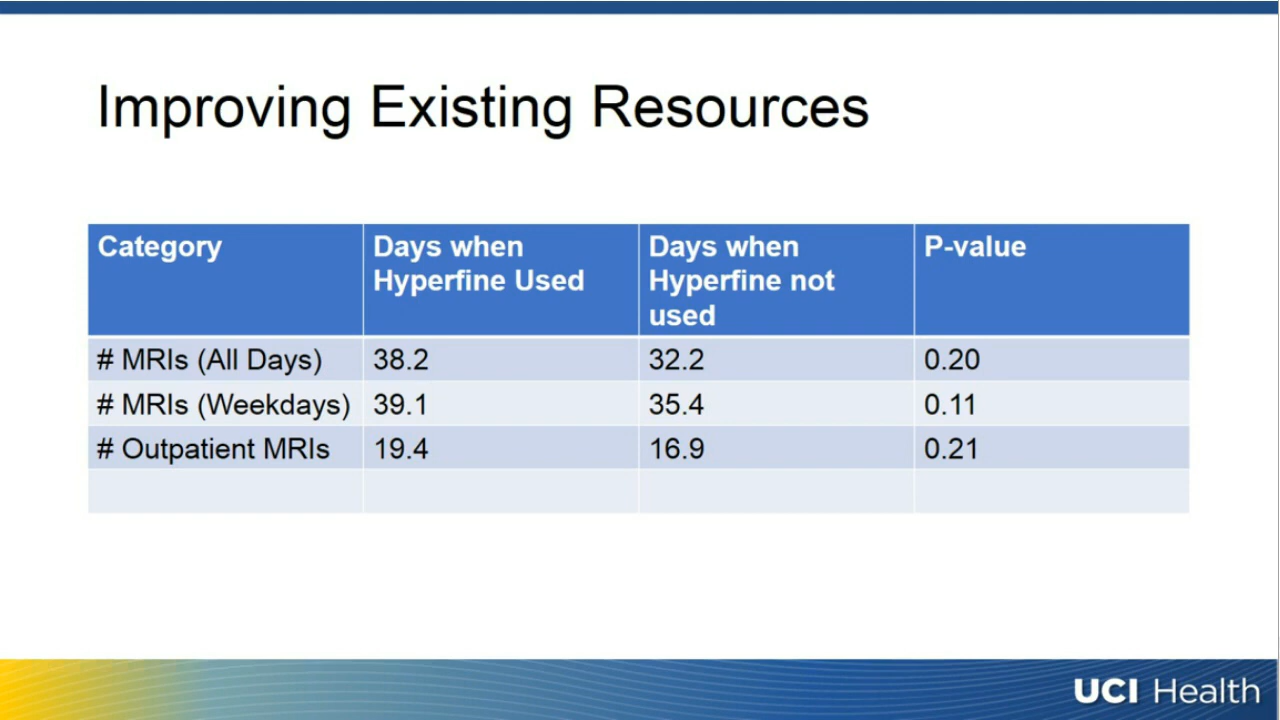 Improving Existing Resources
Category Days when Hyperfine Used Days when Hyperfine not used P-value
# MRIs (All Days) 38.2 32.2 0.20
# MRIs (Weekdays) 39.1 35.4 0.11
# Outpatient MRIs 19.4 16.9 0.21
UCI Health